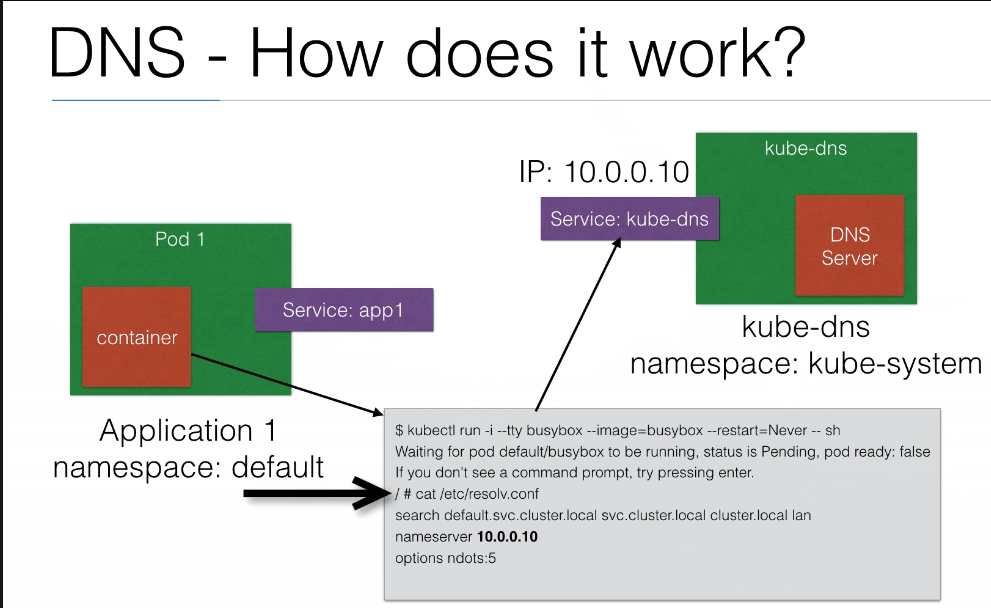 DNS - How does it work?
kube-dns
IP: 10.0.0.10
Service: kube-dns
DNS
Server
kube-dns
namespace: kube-system
Pod 1
Service: app1
container
Application 1
namespace: default
$ kubectl run -i --tty busybox --image=busybox --restart=Never -- sh
Waiting for pod default/busybox to be running, status is Pending, pod ready: false
If you don't see a command prompt, try pressing enter.
/ # cat /etc/resolv.conf
search default.svc.cluster.local svc.cluster.local cluster.local lan
nameserver 10.0.0.10
options ndots:5